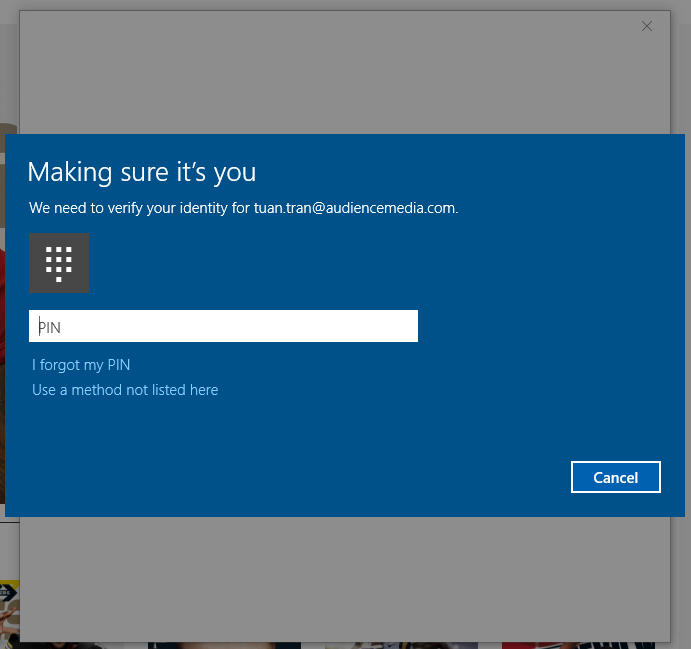 Making sure it's you
We need to verify your identity for tuan.tran@audiencemedia.com.
PIN
I forgot my PIN
Use a method not listed here
Cancel